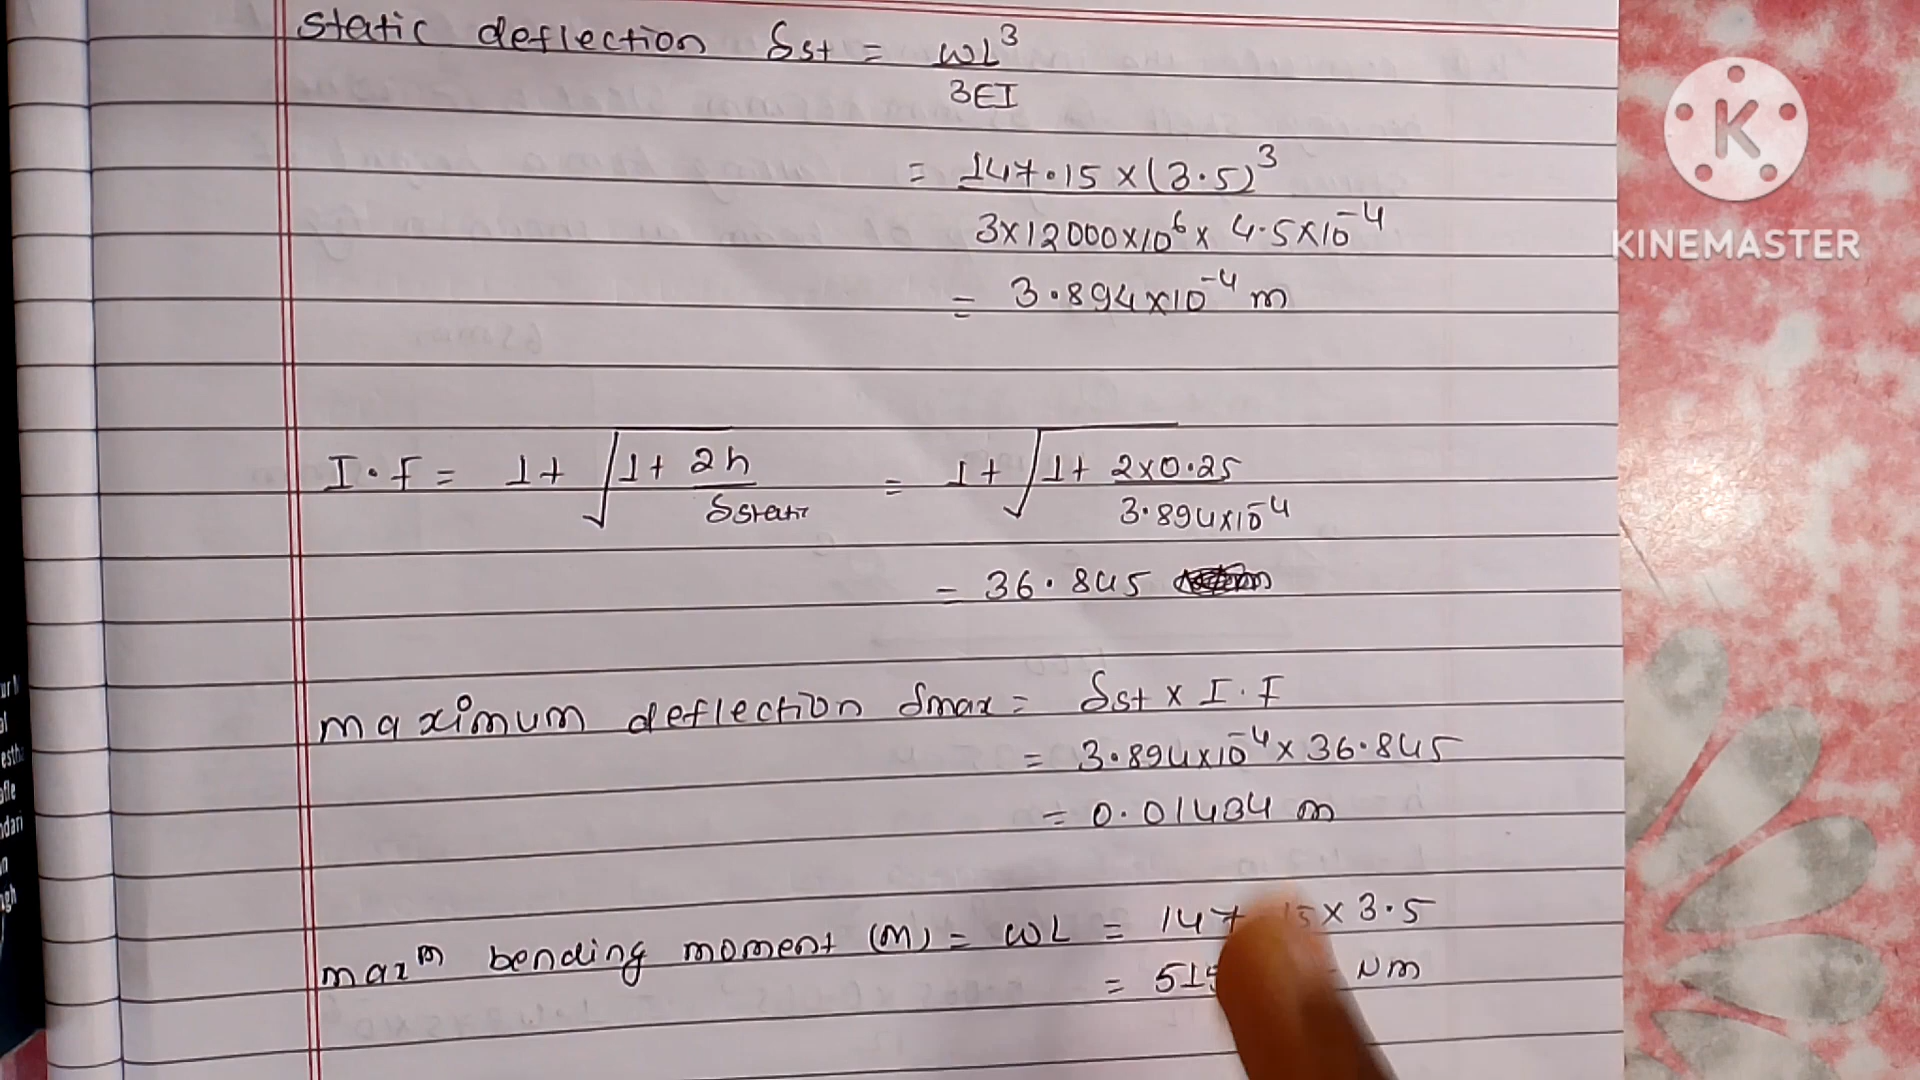 static deflection δst = WL³
3EI
= 147.15 × (3.5)³
3×12000×10⁶ × 4.5×10⁻⁴
= 3.894×10⁻⁴ m
I.F = 1 + √1 + 2h = 1 + √1 + 2×0.25
δstatic 3.894×10⁻⁴
= 36.845
maximum deflection δmax = δst × I.F
= 3.894×10⁻⁴ × 36.845
= 0.01434 m
maxᵐ bending moment (M) = WL = 147 15 × 3.5
= 515 Nm
KINEMASTER